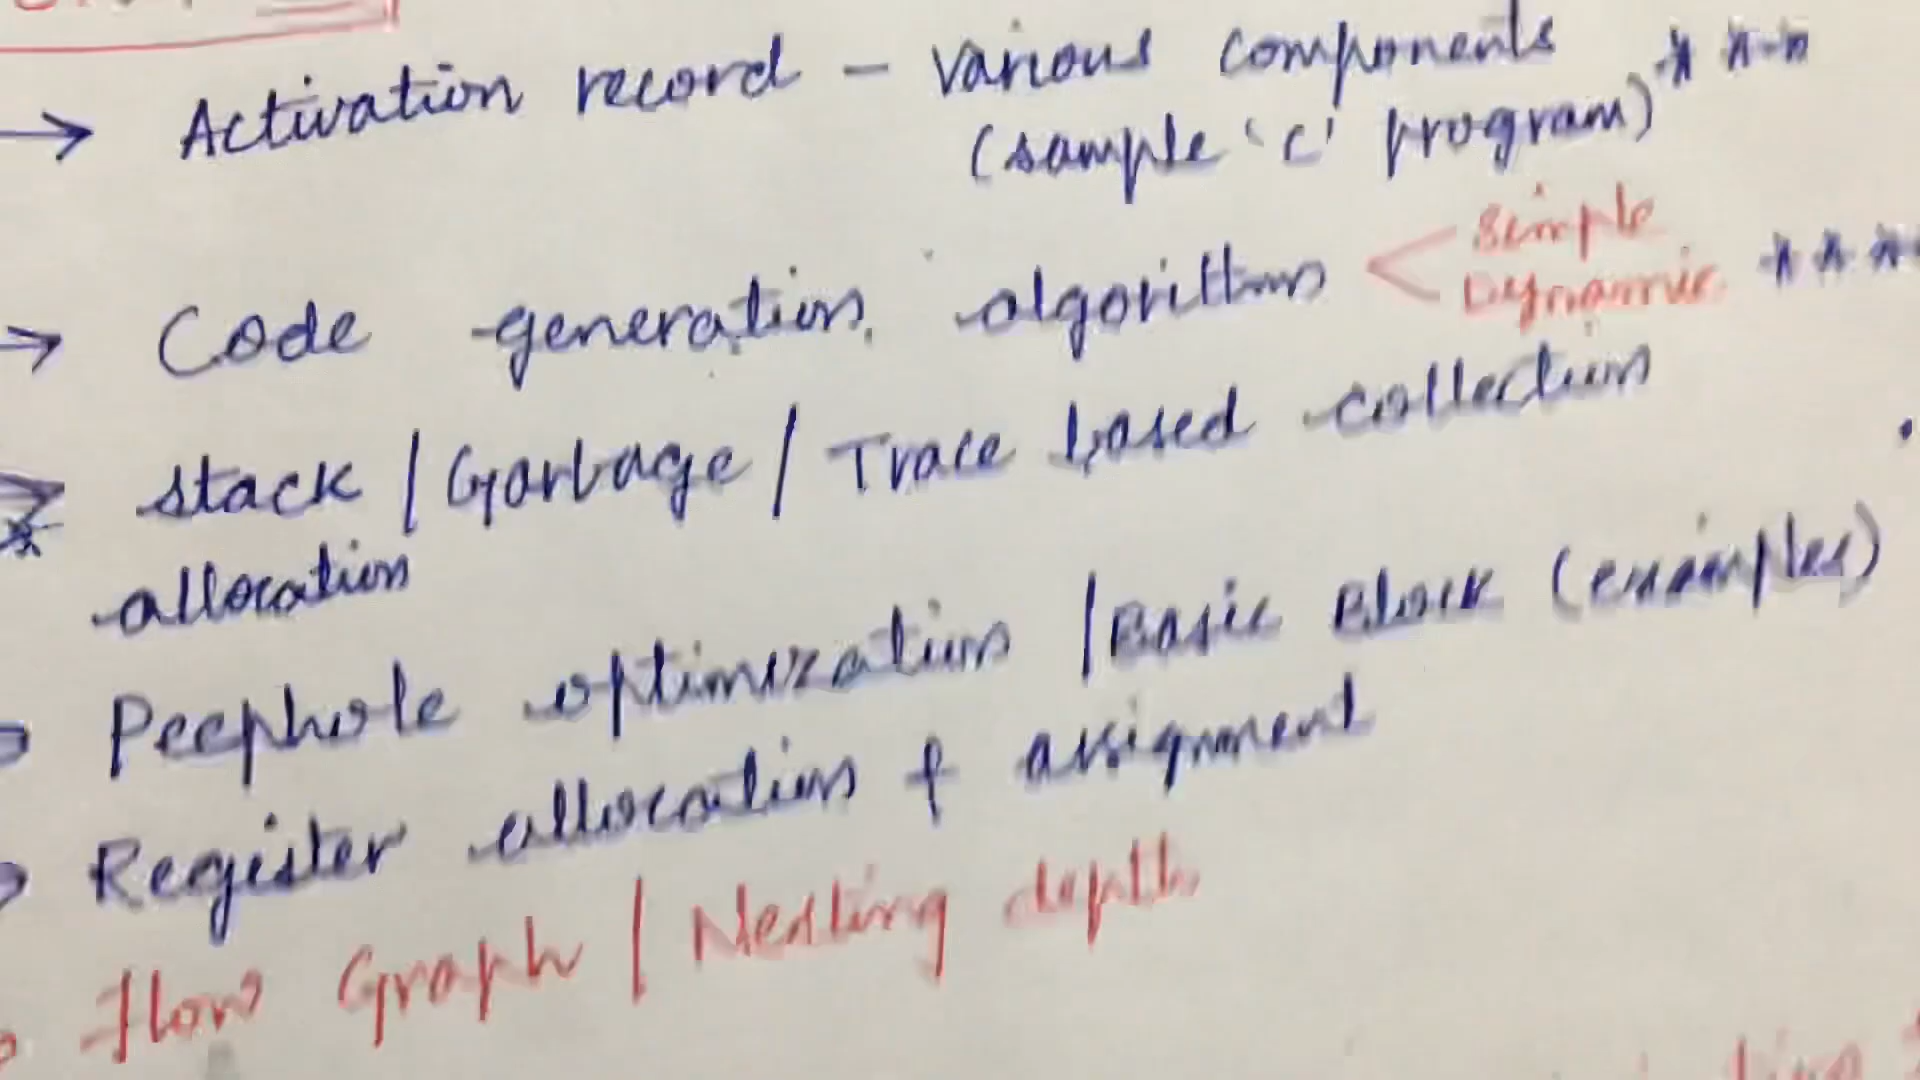 → Activation record - various components ***
(sample 'c' program)
→ Code generation algorithms < Simple
Dynamic ****
stack / Garbage / Trace based collection
allocation
Peephole optimization / Basic Block (examples)
Register allocation & assignment
Flow Graph / Nesting depth